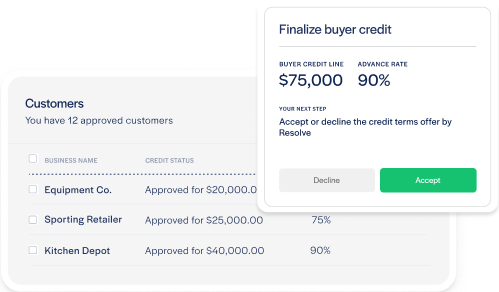 Finalize buyer credit
BUYER CREDIT LINE ADVANCE RATE
$75,000 90%
YOUR NEXT STEP
Accept or decline the credit terms offer by
Resolve
Decline Accept
Customers
You have 12 approved customers
BUSINESS NAME CREDIT STATUS
Equipment Co. Approved for $20,000.0
Sporting Retailer Approved for $25,000.00 75%
Kitchen Depot Approved for $40,000.00 90%